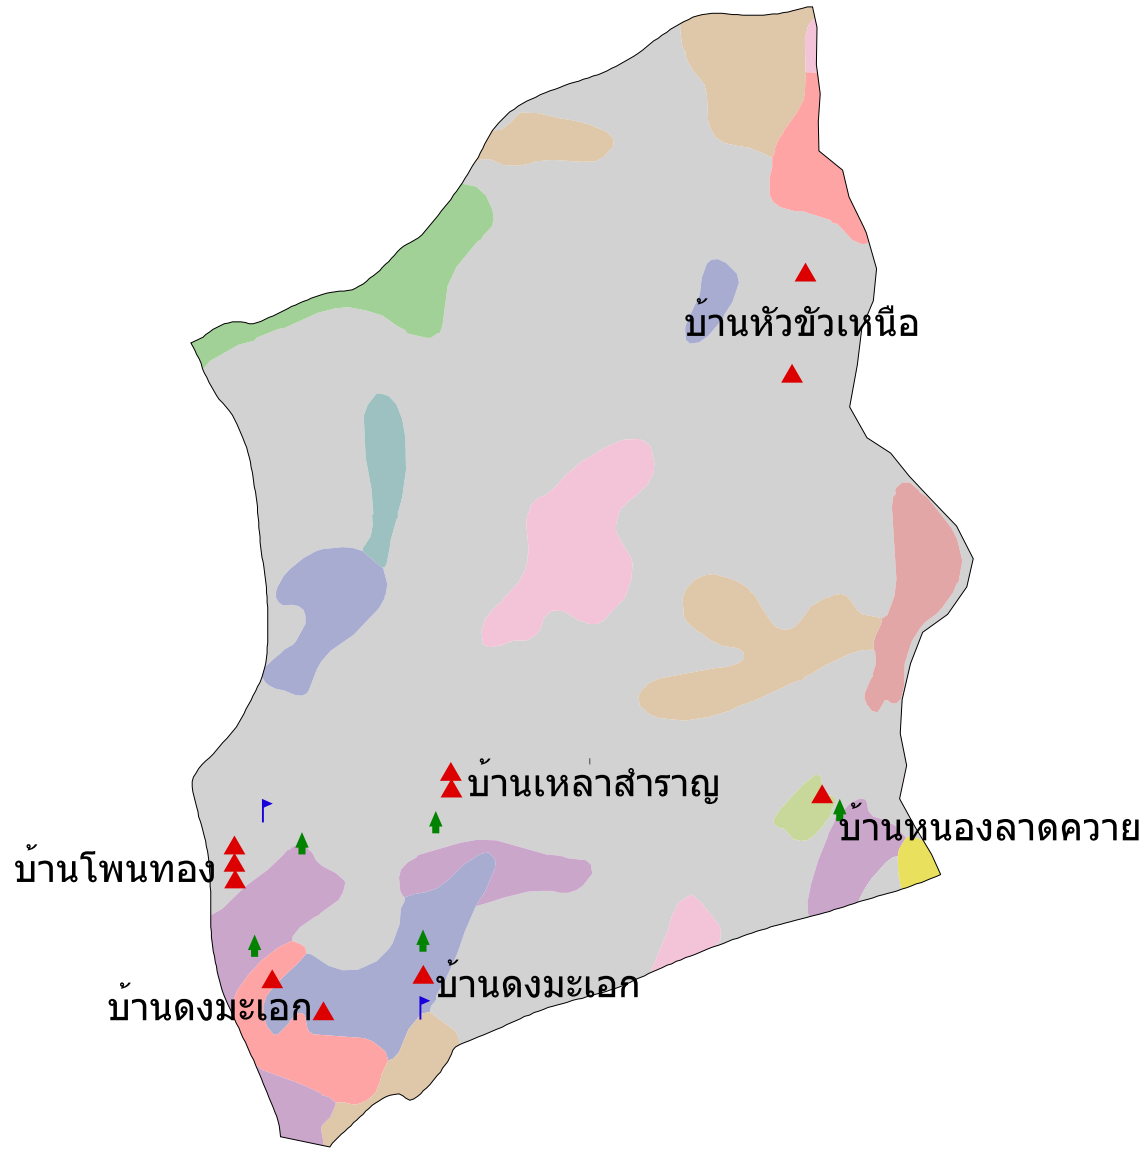 บ้านหัวขัวเหนือ
บ้านเหล่าสำราญ
บ้านหนองลาดควาย
บ้านโพนทอง
บ้านดงมะเอก
บ้านดงมะเอก